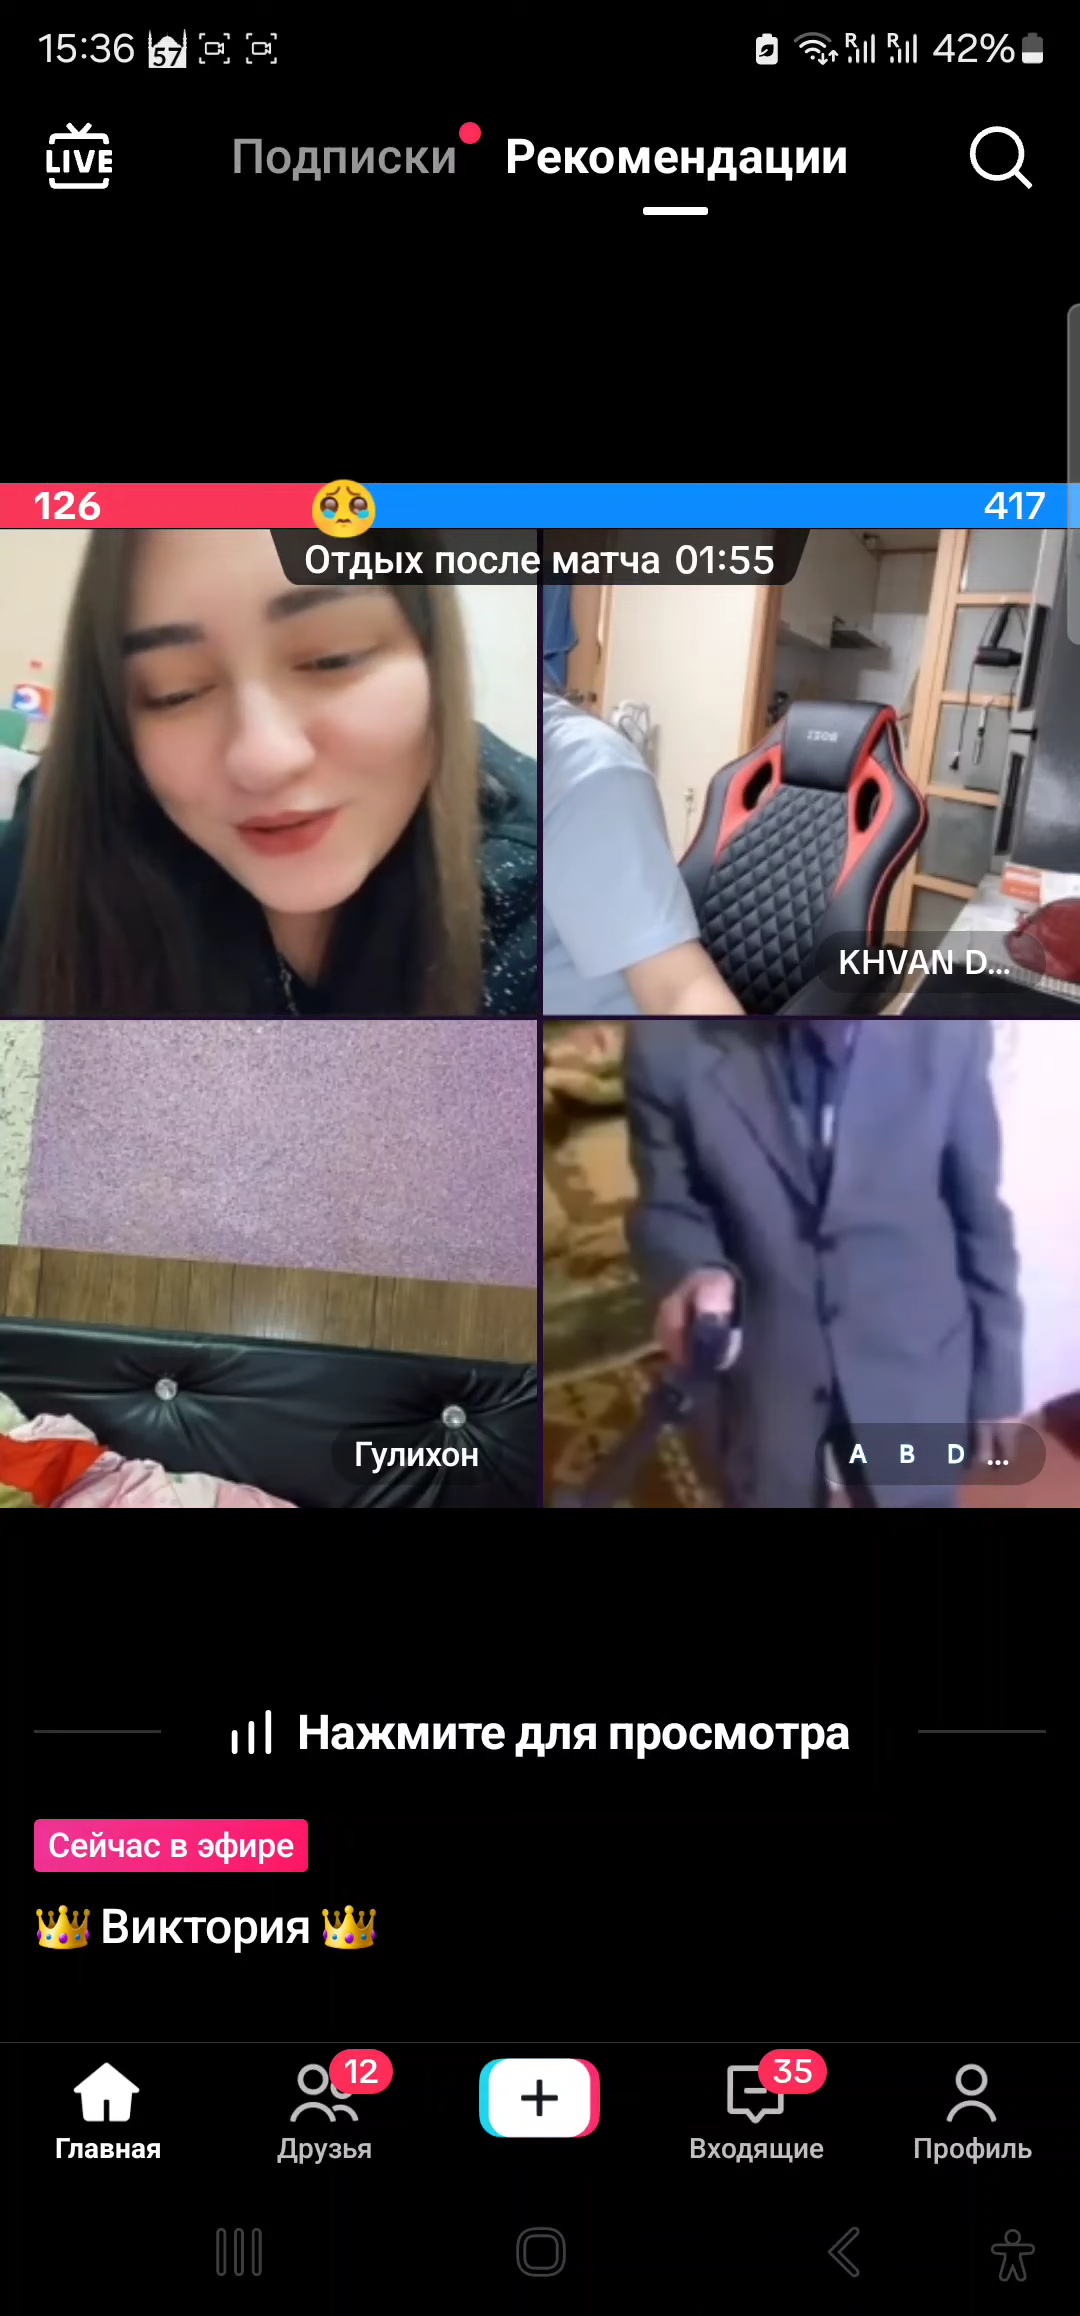 15:36 57 R R 42%
LIVE Подписки Рекомендации
126 417
Отдых после матча 01:55
KHVAN D...
Гулихон
A B D ...
Нажмите для просмотра
Сейчас в эфире
👑 Виктория 👑
12 35
Главная Друзья Входящие Профиль